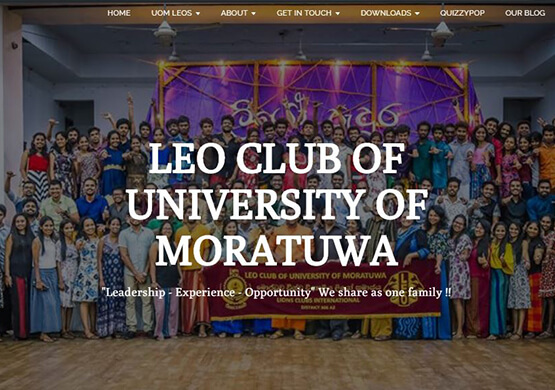 HOME UOM LEOS ABOUT GET IN TOUCH DOWNLOADS QUIZZYPOP OUR BLOG
LEO CLUB OF
UNIVERSITY OF
MORATUWA
"Leadership - Experience - Opportunity" We share as one family !!
LEO CLUB OF UNIVERSITY OF MORATUWA
LIONS CLUBS INTERNATIONAL
DISTRICT 306 A2